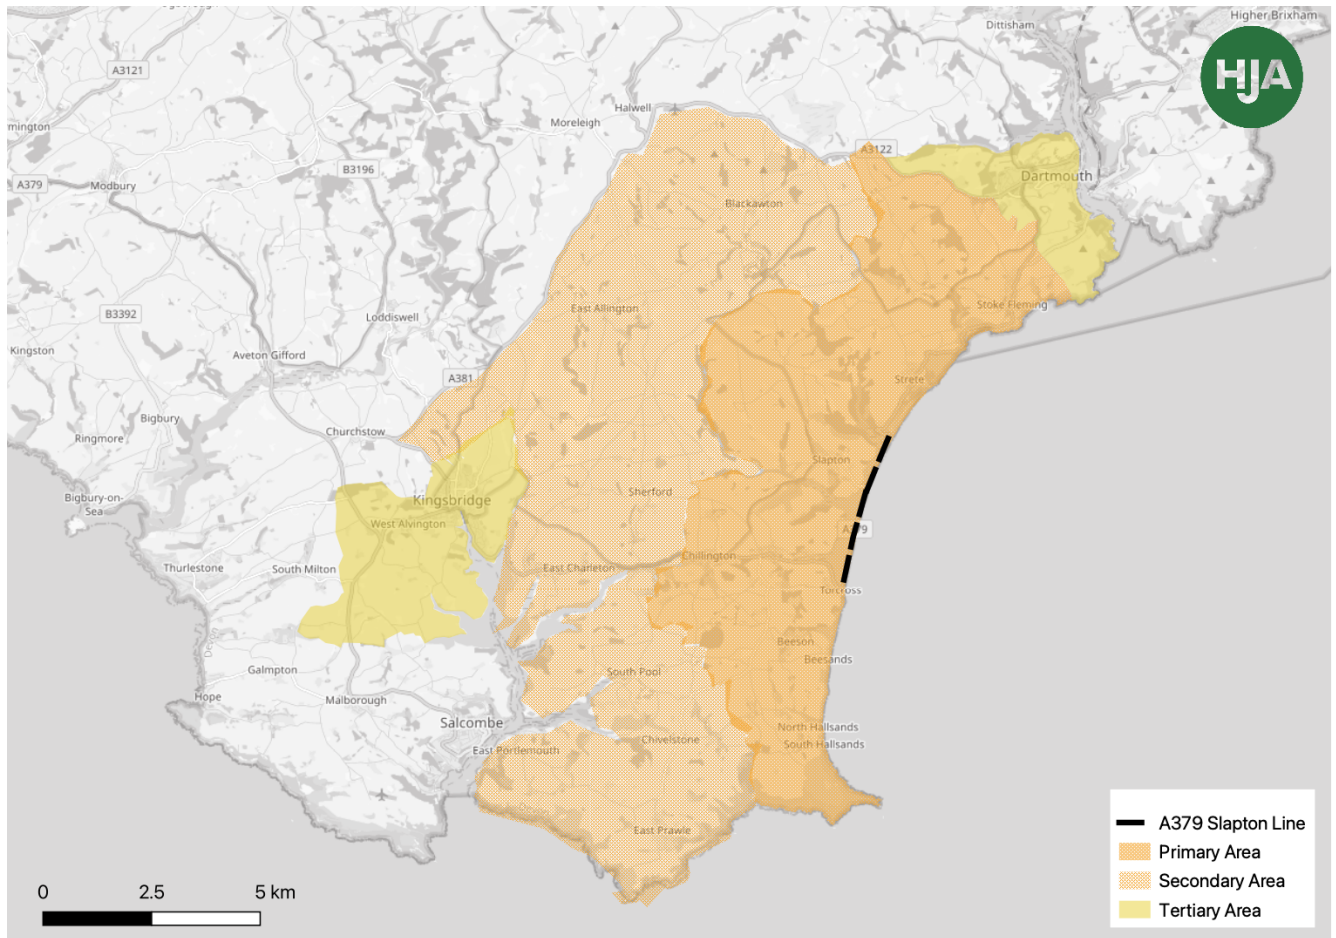 Dittisham
Higher Brixham
HJA
A3121
Halwell
Moreleigh
rmington
A3122
B3196
A379
Modbury
Dartmouth
Blackawton
East Allington
Stoke Fleming
B3392
Loddiswell
Kingston
Aveton Gifford
A381
Strete
Bigbury
Churchstow
Ringmore
Slapton
Bigbury-on-
Sea
Kingsbridge
Sherford
West Alvington
A379
Chillington
Thurlestone
South Milton
East Charleton
Torcross
Devon
Beeson
Beesands
Galmpton
South Pool
Hope
Malborough
Salcombe
North Hallsands
Chivelstone
South Hallsands
East Portlemouth
Devon
East Prawle
A379 Slapton Line
Primary Area
Secondary Area
Tertiary Area
0 2.5 5 km